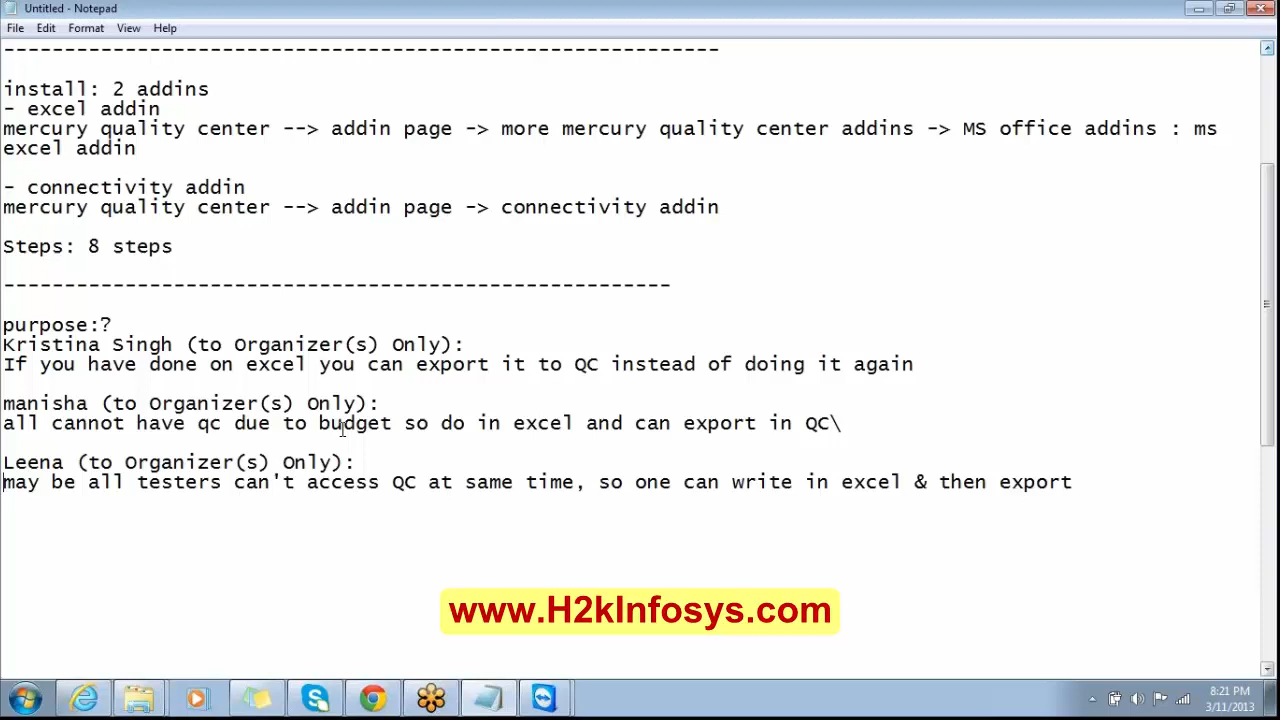 Untitled - Notepad
File Edit Format View Help
-----------------------------------------------------------
install: 2 addins
- excel addin
mercury quality center --> addin page -> more mercury quality center addins -> MS office addins : ms
excel addin
- connectivity addin
mercury quality center --> addin page -> connectivity addin
Steps: 8 steps
-------------------------------------------------------
purpose:?
Kristina Singh (to Organizer(s) Only):
If you have done on excel you can export it to QC instead of doing it again
manisha (to Organizer(s) Only):
all cannot have qc due to budget so do in excel and can export in QC\
Leena (to Organizer(s) Only):
may be all testers can't access QC at same time, so one can write in excel & then export
www.H2kInfosys.com
8:21 PM
3/11/2013